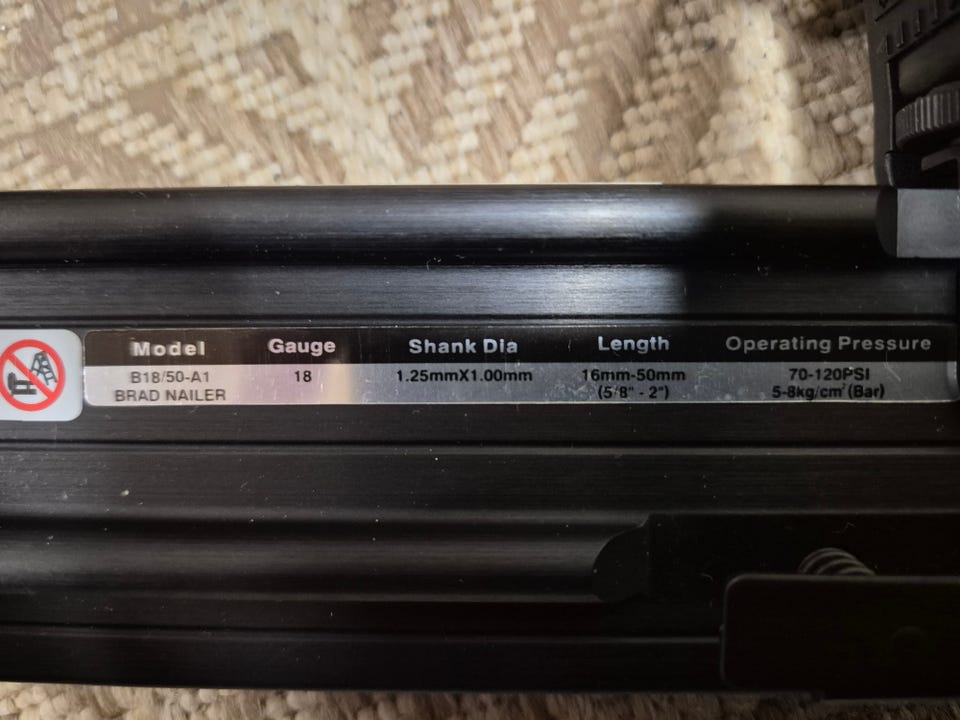 Model Gauge Shank Dia Length Operating Pressure
B18/50-A1 18 1.25mmX1.00mm 16mm-50mm 70-120PSI
BRAD NAILER (5/8" - 2") 5-8kg/cm² (Bar)